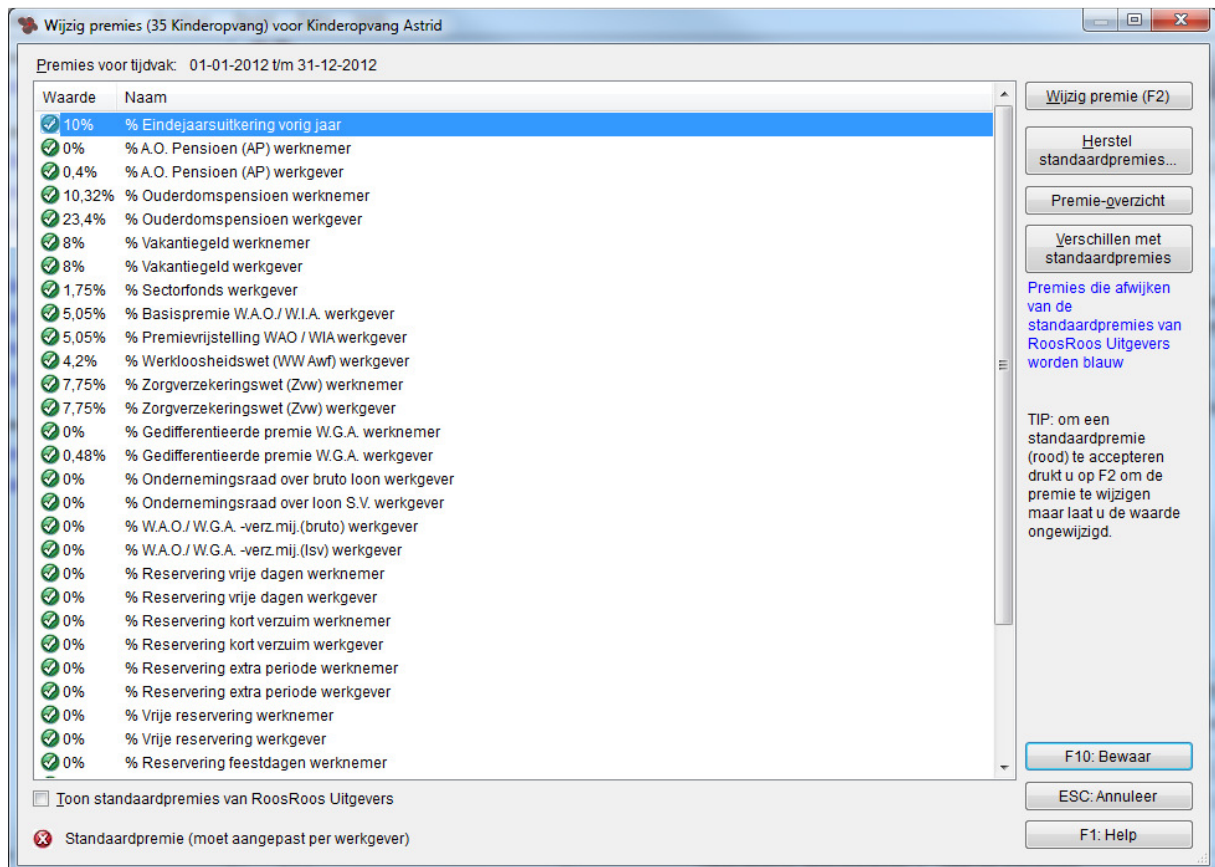 Wijzig premies (35 Kinderopvang) voor Kinderopvang Astrid
Premies voor tijdvak: 01-01-2012 t/m 31-12-2012
Waarde Naam
10% % Eindejaarsuitkering vorig jaar
0% % A.O. Pensioen (AP) werknemer
0,4% % A.O. Pensioen (AP) werkgever
10,32% % Ouderdomspensioen werknemer
23,4% % Ouderdomspensioen werkgever
8% % Vakantiegeld werknemer
8% % Vakantiegeld werkgever
1,75% % Sectorfonds werkgever
5,05% % Basispremie W.A.O./ W.I.A. werkgever
5,05% % Premievrijstelling WAO / WIA werkgever
4,2% % Werkloosheidswet (WW Awf) werkgever
7,75% % Zorgverzekeringswet (Zvw) werknemer
7,75% % Zorgverzekeringswet (Zvw) werkgever
0% % Gedifferentieerde premie W.G.A. werknemer
0,48% % Gedifferentieerde premie W.G.A. werkgever
0% % Ondernemingsraad over bruto loon werkgever
0% % Ondernemingsraad over loon S.V. werkgever
0% % W.A.O./ W.G.A. -verz.mij.(bruto) werkgever
0% % W.A.O./ W.G.A. -verz.mij.(lsv) werkgever
0% % Reservering vrije dagen werknemer
0% % Reservering vrije dagen werkgever
0% % Reservering kort verzuim werknemer
0% % Reservering kort verzuim werkgever
0% % Reservering extra periode werknemer
0% % Reservering extra periode werkgever
0% % Vrije reservering werknemer
0% % Vrije reservering werkgever
0% % Reservering feestdagen werknemer
Toon standaardpremies van RoosRoos Uitgevers
Standaardpremie (moet aangepast per werkgever)
Wijzig premie (F2)
Herstel
standaardpremies...
Premie-overzicht
Verschillen met
standaardpremies
Premies die afwijken
van de
standaardpremies van
RoosRoos Uitgevers
worden blauw
TIP: om een
standaardpremie
(rood) te accepteren
drukt u op F2 om de
premie te wijzigen
maar laat u de waarde
ongewijzigd.
F10: Bewaar
ESC: Annuleer
F1: Help